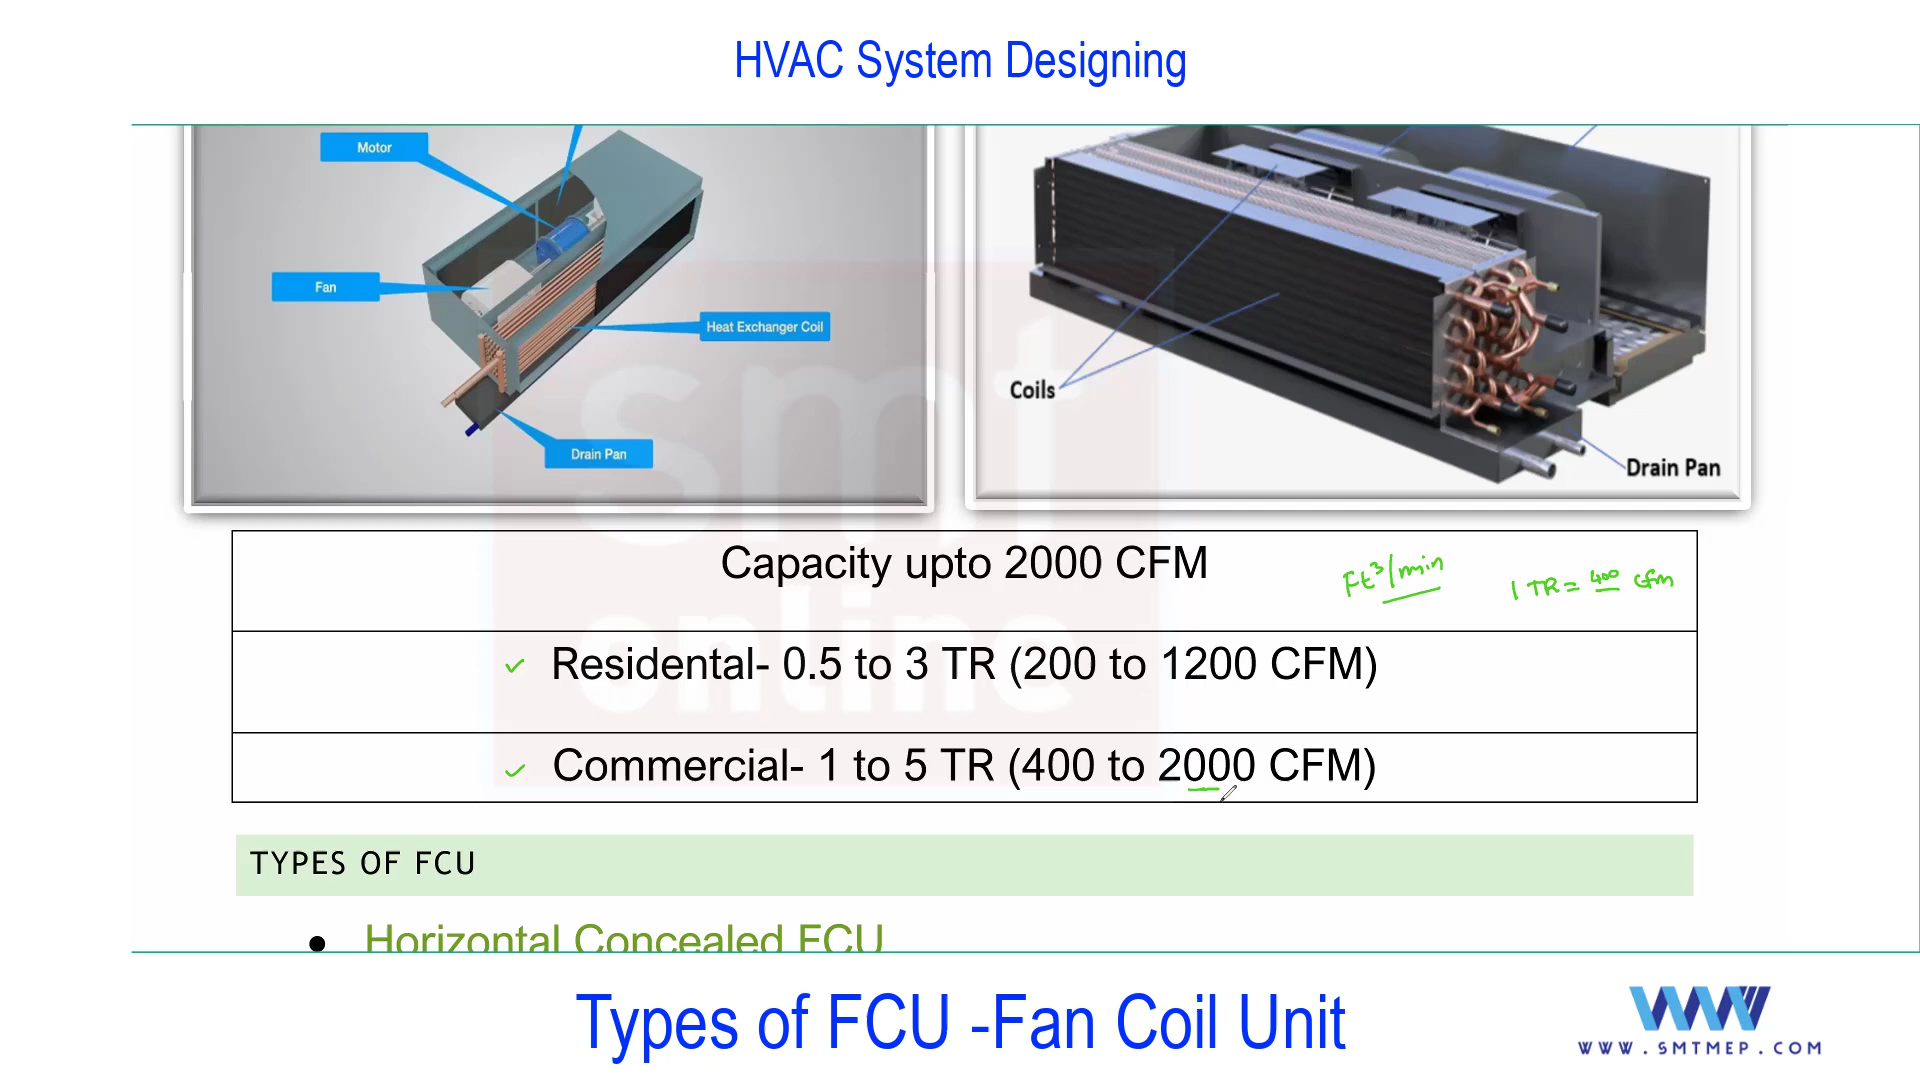 HVAC System Designing
Motor
Fan
Heat Exchanger Coil
Drain Pan
Coils
Drain Pan
smt
online
Capacity upto 2000 CFM
Ft³/min
1 TR = 400 cfm
Residental- 0.5 to 3 TR (200 to 1200 CFM)
Commercial- 1 to 5 TR (400 to 2000 CFM)
TYPES OF FCU
Horizontal Concealed FCU
Types of FCU -Fan Coil Unit
WWW.SMTMEP.COM